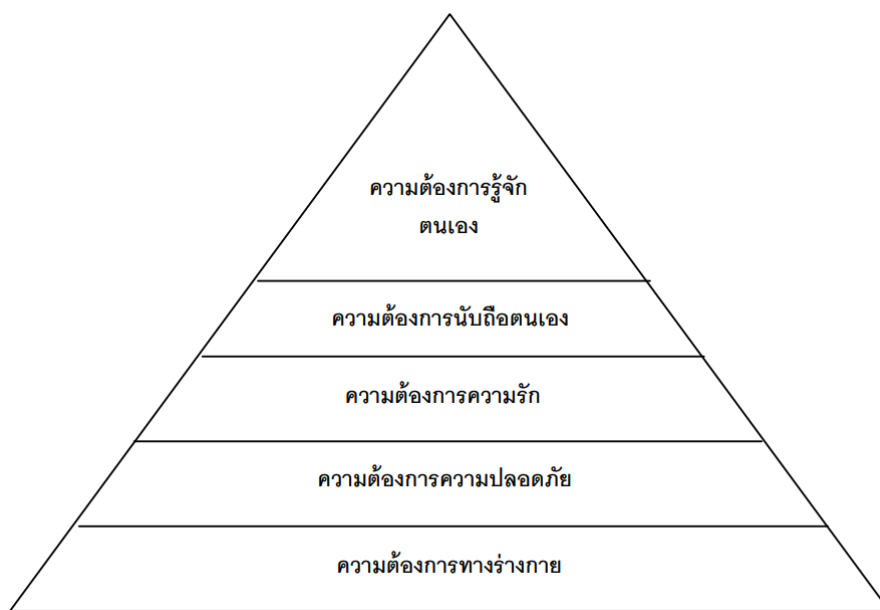 ความต้องการรู้จัก
ตนเอง
ความต้องการนับถือตนเอง
ความต้องการความรัก
ความต้องการความปลอดภัย
ความต้องการทางร่างกาย